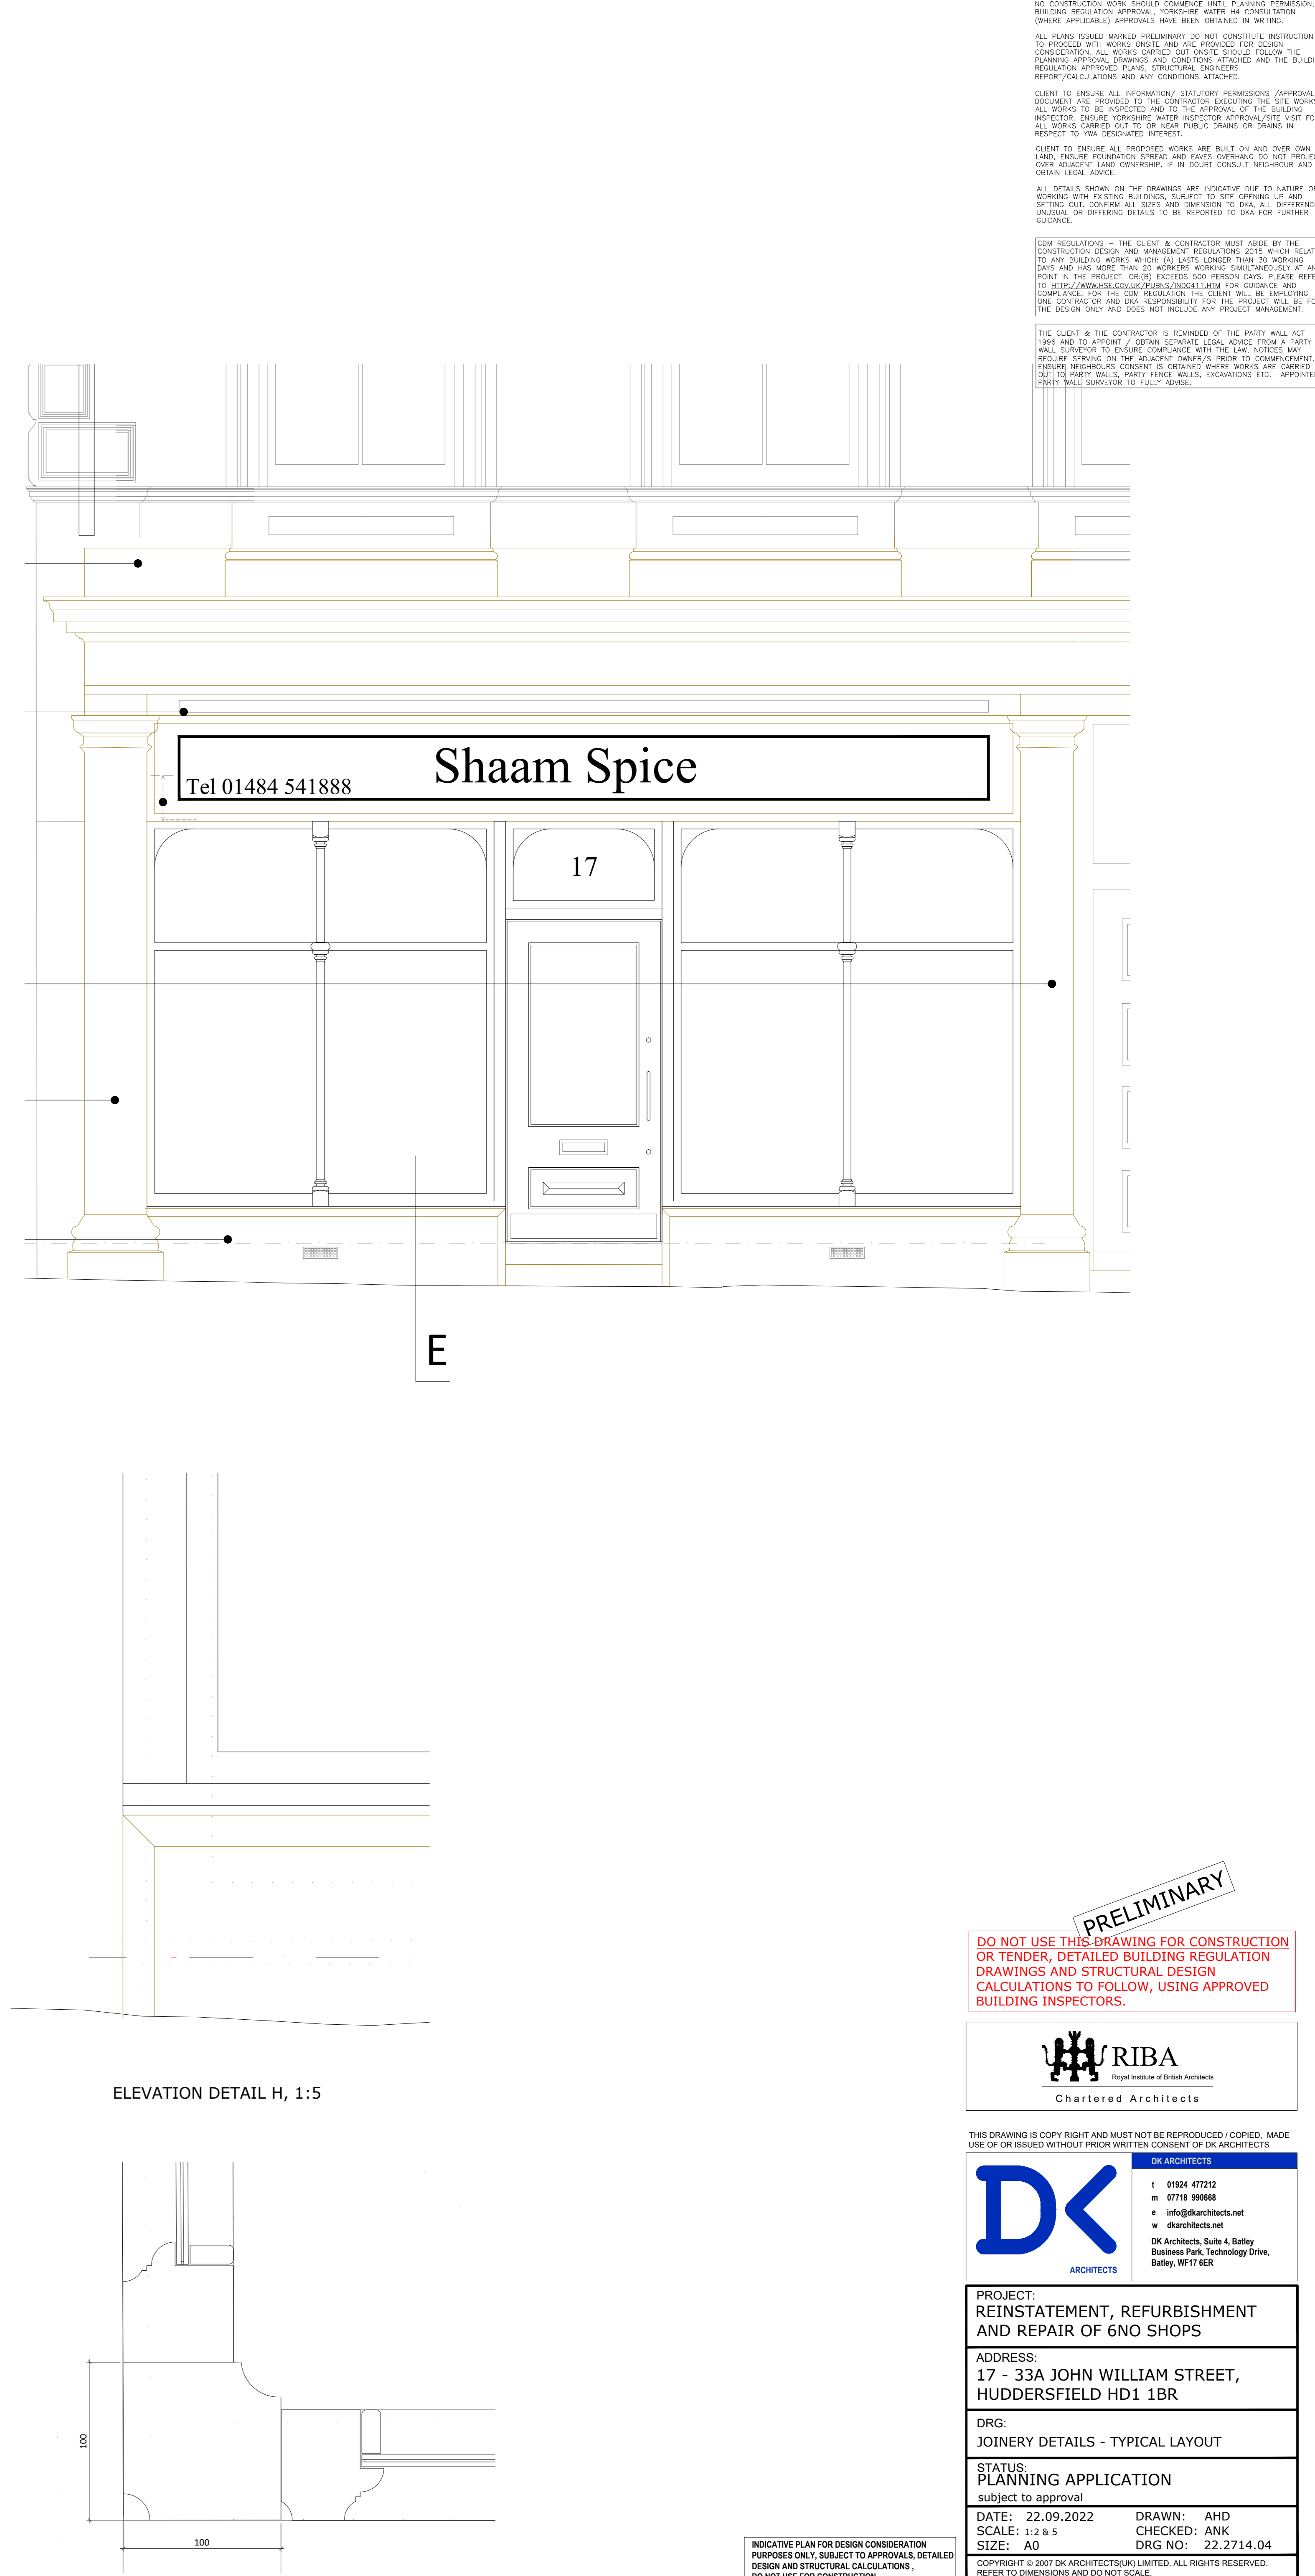 NO CONSTRUCTION WORK SHOULD COMMENCE UNTIL PLANNING PERMISSION,
BUILDING REGULATION APPROVAL, YORKSHIRE WATER H4 CONSULTATION
(WHERE APPLICABLE) APPROVALS HAVE BEEN OBTAINED IN WRITING.
ALL PLANS ISSUED MARKED PRELIMINARY DO NOT CONSTITUTE INSTRUCTION
TO PROCEED WITH WORKS ONSITE AND ARE PROVIDED FOR DESIGN
CONSIDERATION. ALL WORKS CARRIED OUT ONSITE SHOULD FOLLOW THE
PLANNING APPROVAL DRAWINGS AND CONDITIONS ATTACHED AND THE BUILDI
REGULATION APPROVED PLANS, STRUCTURAL ENGINEERS
REPORT/CALCULATIONS AND ANY CONDITIONS ATTACHED.
CLIENT TO ENSURE ALL INFORMATION/ STATUTORY PERMISSIONS /APPROVAL
DOCUMENT ARE PROVIDED TO THE CONTRACTOR EXECUTING THE SITE WORKS
ALL WORKS TO BE INSPECTED AND TO THE APPROVAL OF THE BUILDING
INSPECTOR. ENSURE YORKSHIRE WATER INSPECTOR APPROVAL/SITE VISIT FO
ALL WORKS CARRIED OUT TO OR NEAR PUBLIC DRAINS OR DRAINS IN
RESPECT TO YWA DESIGNATED INTEREST.
CLIENT TO ENSURE ALL PROPOSED WORKS ARE BUILT ON AND OVER OWN
LAND, ENSURE FOUNDATION SPREAD AND EAVES OVERHANG DO NOT PROJEC
OVER ADJACENT LAND OWNERSHIP. IF IN DOUBT CONSULT NEIGHBOUR AND
OBTAIN LEGAL ADVICE.
ALL DETAILS SHOWN ON THE DRAWINGS ARE INDICATIVE DUE TO NATURE OF
WORKING WITH EXISTING BUILDINGS, SUBJECT TO SITE OPENING UP AND
SETTING OUT. CONFIRM ALL SIZES AND DIMENSION TO DKA, ALL DIFFERENC
UNUSUAL OR DIFFERING DETAILS TO BE REPORTED TO DKA FOR FURTHER
GUIDANCE.
CDM REGULATIONS – THE CLIENT & CONTRACTOR MUST ABIDE BY THE
CONSTRUCTION DESIGN AND MANAGEMENT REGULATIONS 2015 WHICH RELAT
TO ANY BUILDING WORKS WHICH: (A) LASTS LONGER THAN 30 WORKING
DAYS AND HAS MORE THAN 20 WORKERS WORKING SIMULTANEOUSLY AT AN
POINT IN THE PROJECT. OR:(B) EXCEEDS 500 PERSON DAYS. PLEASE REFE
TO HTTP://WWW.HSE.GOV.UK/PUBNS/INDG411.HTM FOR GUIDANCE AND
COMPLIANCE. FOR THE CDM REGULATION THE CLIENT WILL BE EMPLOYING
ONE CONTRACTOR AND DKA RESPONSIBILITY FOR THE PROJECT WILL BE FO
THE DESIGN ONLY AND DOES NOT INCLUDE ANY PROJECT MANAGEMENT.
THE CLIENT & THE CONTRACTOR IS REMINDED OF THE PARTY WALL ACT
1996 AND TO APPOINT / OBTAIN SEPARATE LEGAL ADVICE FROM A PARTY
WALL SURVEYOR TO ENSURE COMPLIANCE WITH THE LAW, NOTICES MAY
REQUIRE SERVING ON THE ADJACENT OWNER/S PRIOR TO COMMENCEMENT.
ENSURE NEIGHBOURS CONSENT IS OBTAINED WHERE WORKS ARE CARRIED
OUT TO PARTY WALLS, PARTY FENCE WALLS, EXCAVATIONS ETC. APPOINTE
PARTY WALL SURVEYOR TO FULLY ADVISE.
Shaam Spice
Tel 01484 541888
17
E
ELEVATION DETAIL H, 1:5
100
100
PRELIMINARY
DO NOT USE THIS DRAWING FOR CONSTRUCTION
OR TENDER, DETAILED BUILDING REGULATION
DRAWINGS AND STRUCTURAL DESIGN
CALCULATIONS TO FOLLOW, USING APPROVED
BUILDING INSPECTORS.
RIBA
Royal Institute of British Architects
Chartered Architects
THIS DRAWING IS COPY RIGHT AND MUST NOT BE REPRODUCED / COPIED, MADE
USE OF OR ISSUED WITHOUT PRIOR WRITTEN CONSENT OF DK ARCHITECTS
DK
ARCHITECTS
DK ARCHITECTS
t 01924 477212
m 07718 990668
e info@dkarchitects.net
w dkarchitects.net
DK Architects, Suite 4, Batley
Business Park, Technology Drive,
Batley, WF17 6ER
PROJECT:
REINSTATEMENT, REFURBISHMENT
AND REPAIR OF 6NO SHOPS
ADDRESS:
17 - 33A JOHN WILLIAM STREET,
HUDDERSFIELD HD1 1BR
DRG:
JOINERY DETAILS - TYPICAL LAYOUT
STATUS:
PLANNING APPLICATION
subject to approval
DATE: 22.09.2022 DRAWN: AHD
SCALE: 1:2 & 5 CHECKED: ANK
SIZE: A0 DRG NO: 22.2714.04
COPYRIGHT © 2007 DK ARCHITECTS(UK) LIMITED. ALL RIGHTS RESERVED.
REFER TO DIMENSIONS AND DO NOT SCALE.
INDICATIVE PLAN FOR DESIGN CONSIDERATION
PURPOSES ONLY, SUBJECT TO APPROVALS, DETAILED
DESIGN AND STRUCTURAL CALCULATIONS ,
DO NOT USE FOR CONSTRUCTION